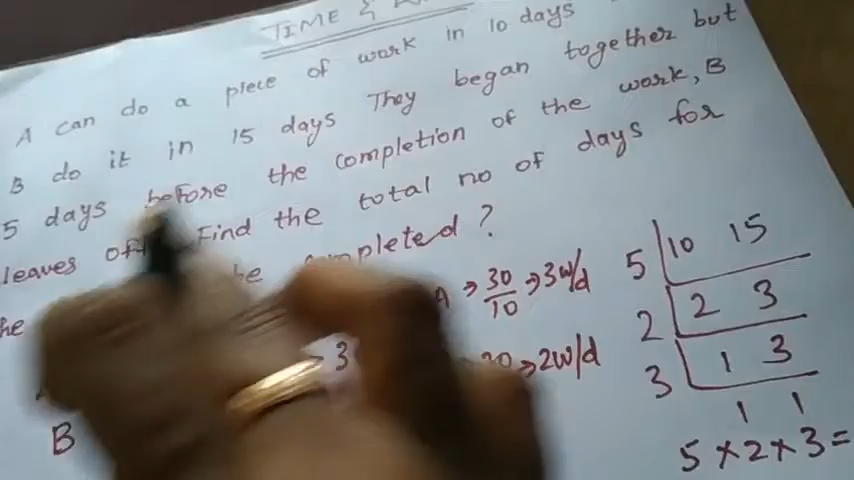 TIME &
A can do a piece of work in 10 days
B do it in 15 days They began together but
5 days before the completion of the work, B
leaves off Find the total no of days for
he completed ?
A → 30/10 → 3w/d
→ 3
→ 2w/d
B
5 10 15
2 2 3
3 1 3
1 1
5 × 2 × 3 =